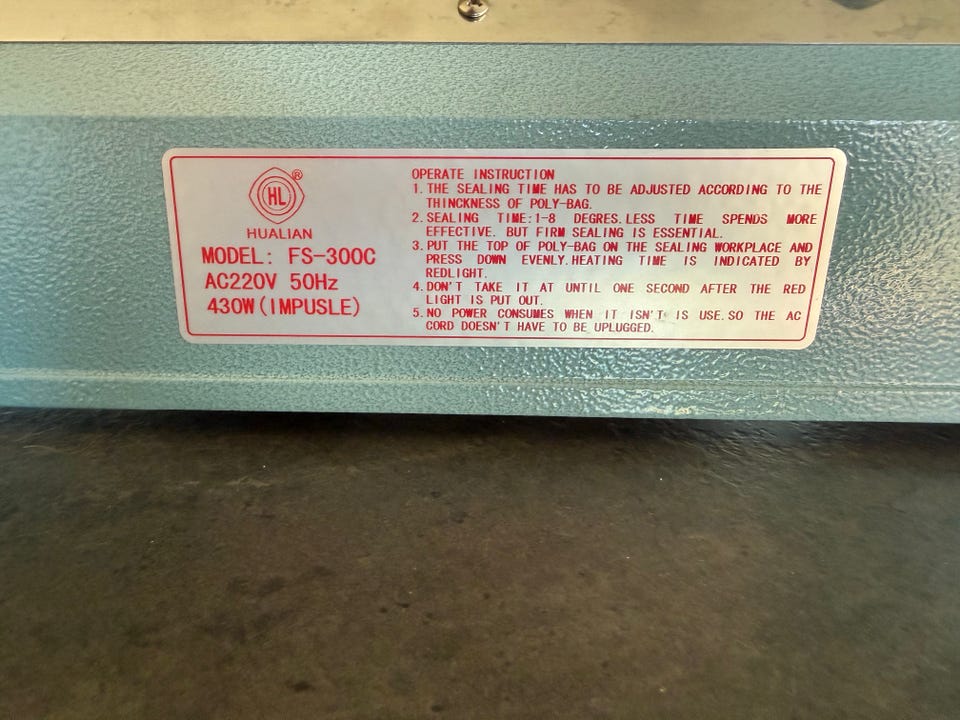 HL®
HUALIAN
MODEL: FS-300C
AC220V 50Hz
430W(IMPUSLE)
OPERATE INSTRUCTION
1. THE SEALING TIME HAS TO BE ADJUSTED ACCORDING TO THE
THINCKNESS OF POLY-BAG.
2. SEALING TIME:1-8 DEGRES. LESS TIME SPENDS MORE
EFFECTIVE. BUT FIRM SEALING IS ESSENTIAL.
3. PUT THE TOP OF POLY-BAG ON THE SEALING WORKPLACE AND
PRESS DOWN EVENLY. HEATING TIME IS INDICATED BY
REDLIGHT.
4. DON'T TAKE IT AT UNTIL ONE SECOND AFTER THE RED
LIGHT IS PUT OUT.
5. NO POWER CONSUMES WHEN IT ISN'T IS USE. SO THE AC
CORD DOESN'T HAVE TO BE UPLUGGED.